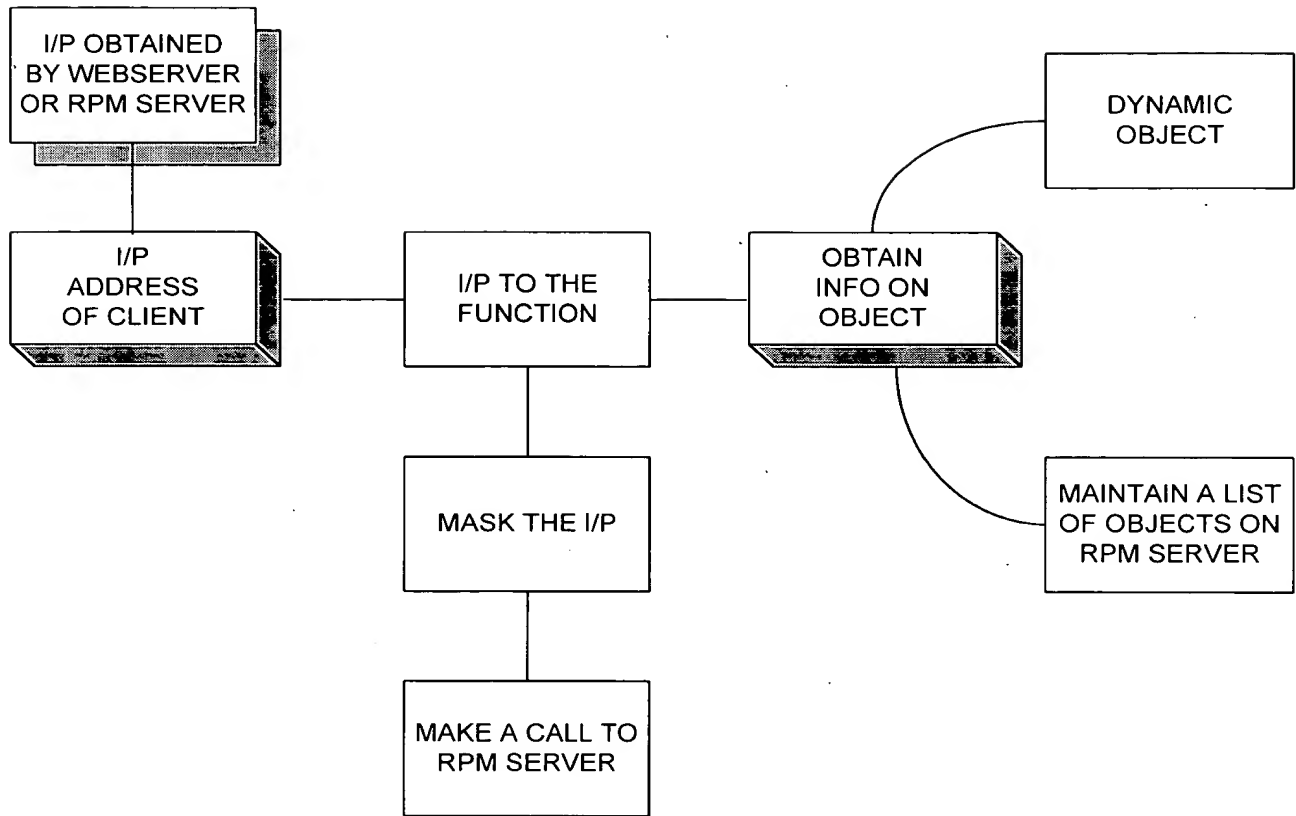 I/P OBTAINED
BY WEBSERVER
OR RPM SERVER
DYNAMIC
OBJECT
I/P
ADDRESS
OF CLIENT
I/P TO THE
FUNCTION
OBTAIN
INFO ON
OBJECT
MASK THE I/P
MAINTAIN A LIST
OF OBJECTS ON
RPM SERVER
MAKE A CALL TO
RPM SERVER